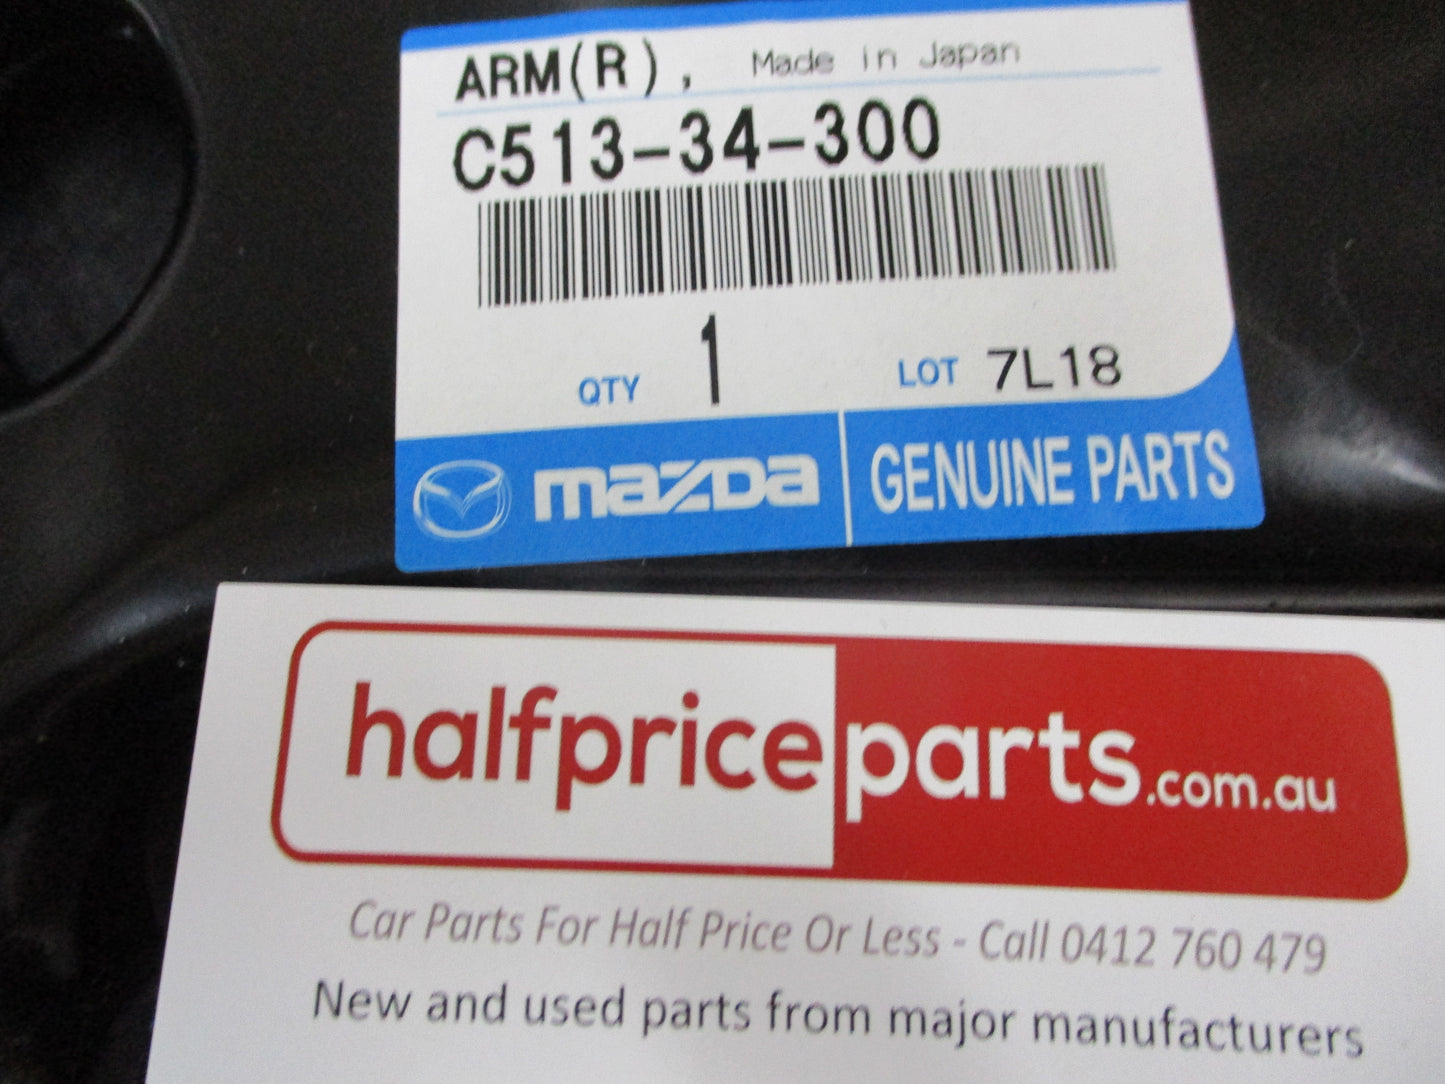 ARM(R), Made in Japan
C513-34-300
QTY 1 LOT 7L18
mazda GENUINE PARTS
halfpriceparts.com.au
Car Parts For Half Price Or Less - Call 0412 760 479
New and used parts from major manufacturers